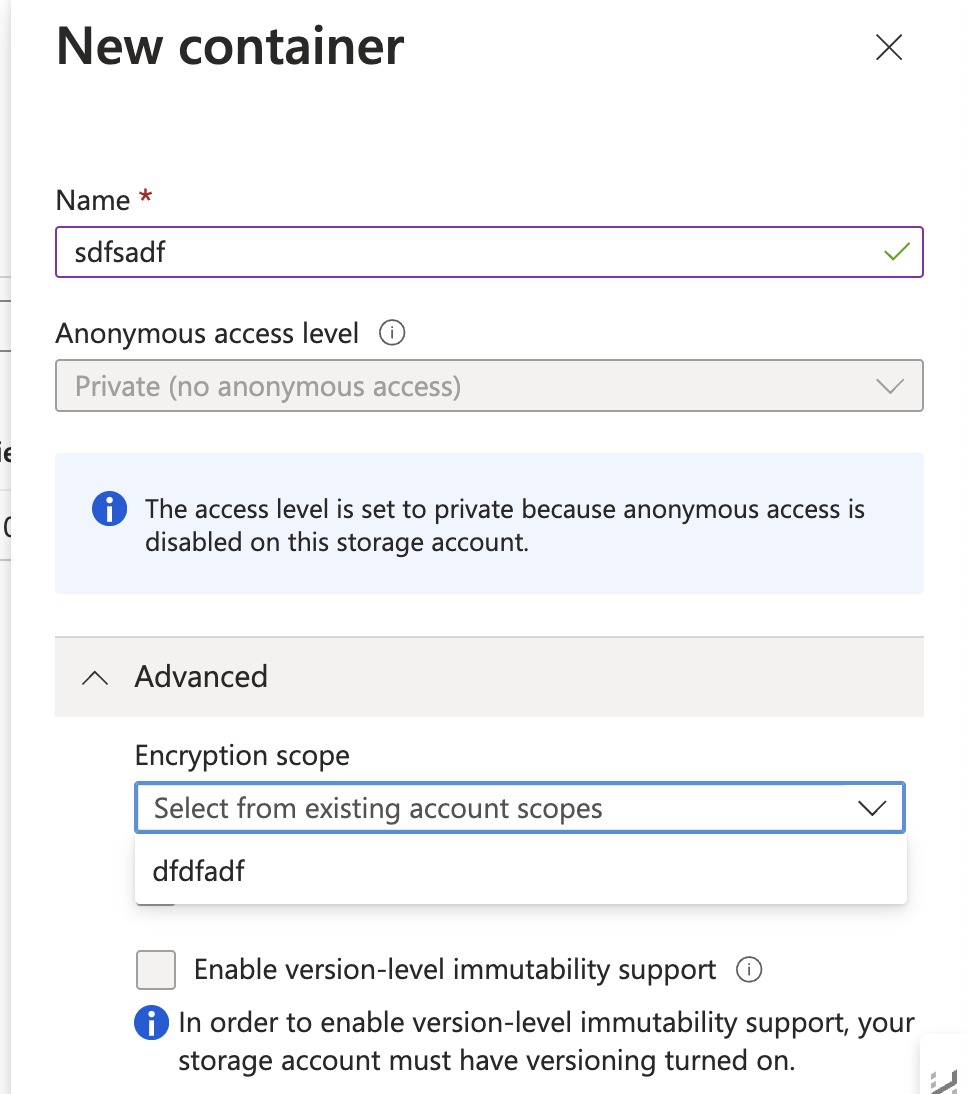 New container
Name *
sdfsadf
Anonymous access level
Private (no anonymous access)
The access level is set to private because anonymous access is
disabled on this storage account.
Advanced
Encryption scope
Select from existing account scopes
dfdfadf
Enable version-level immutability support
In order to enable version-level immutability support, your
storage account must have versioning turned on.